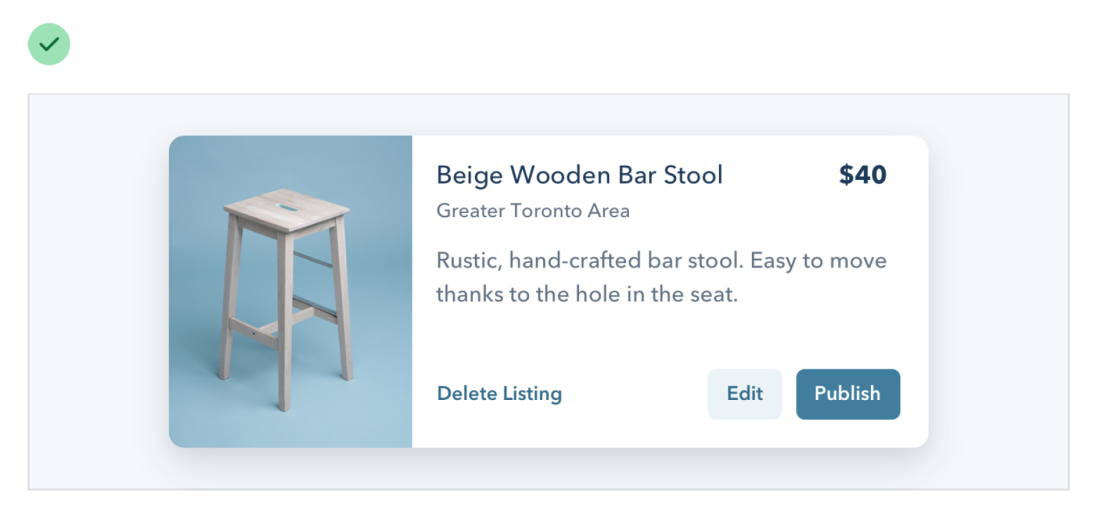 Beige Wooden Bar Stool
$40
Greater Toronto Area
Rustic, hand-crafted bar stool. Easy to move
thanks to the hole in the seat.
Delete Listing
Edit
Publish